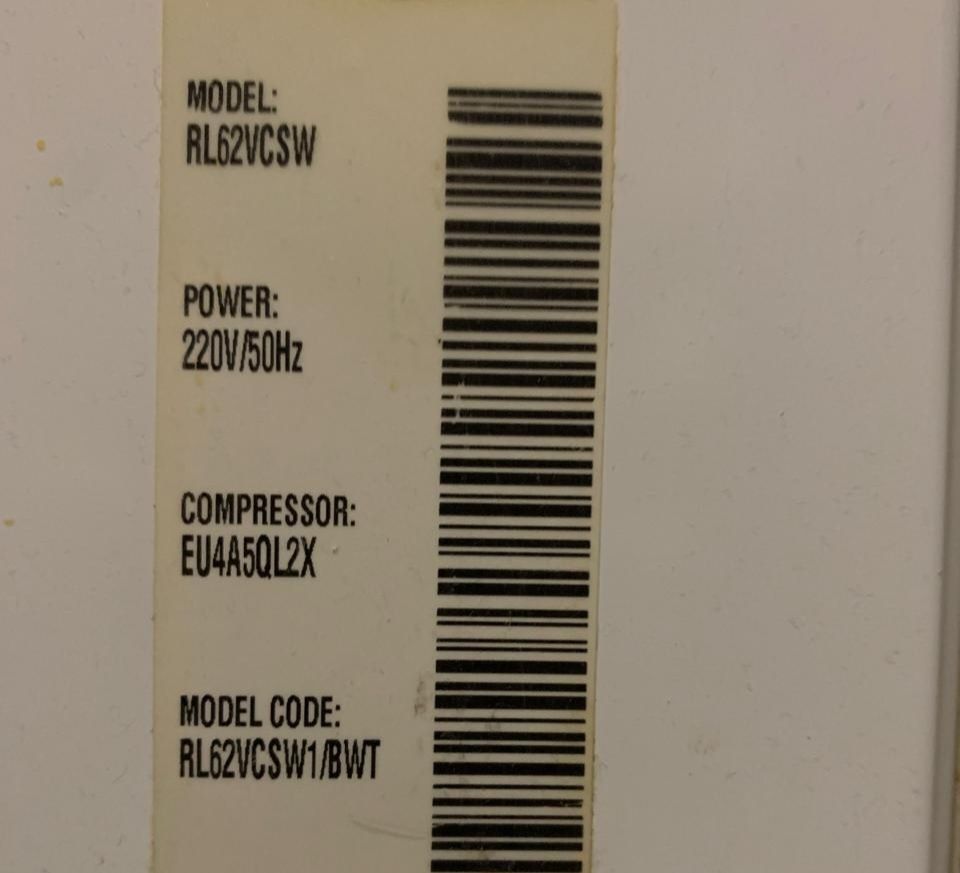 MODEL:
RL62VCSW
POWER:
220V/50Hz
COMPRESSOR:
EU4A5QL2X
MODEL CODE:
RL62VCSW1/BWT